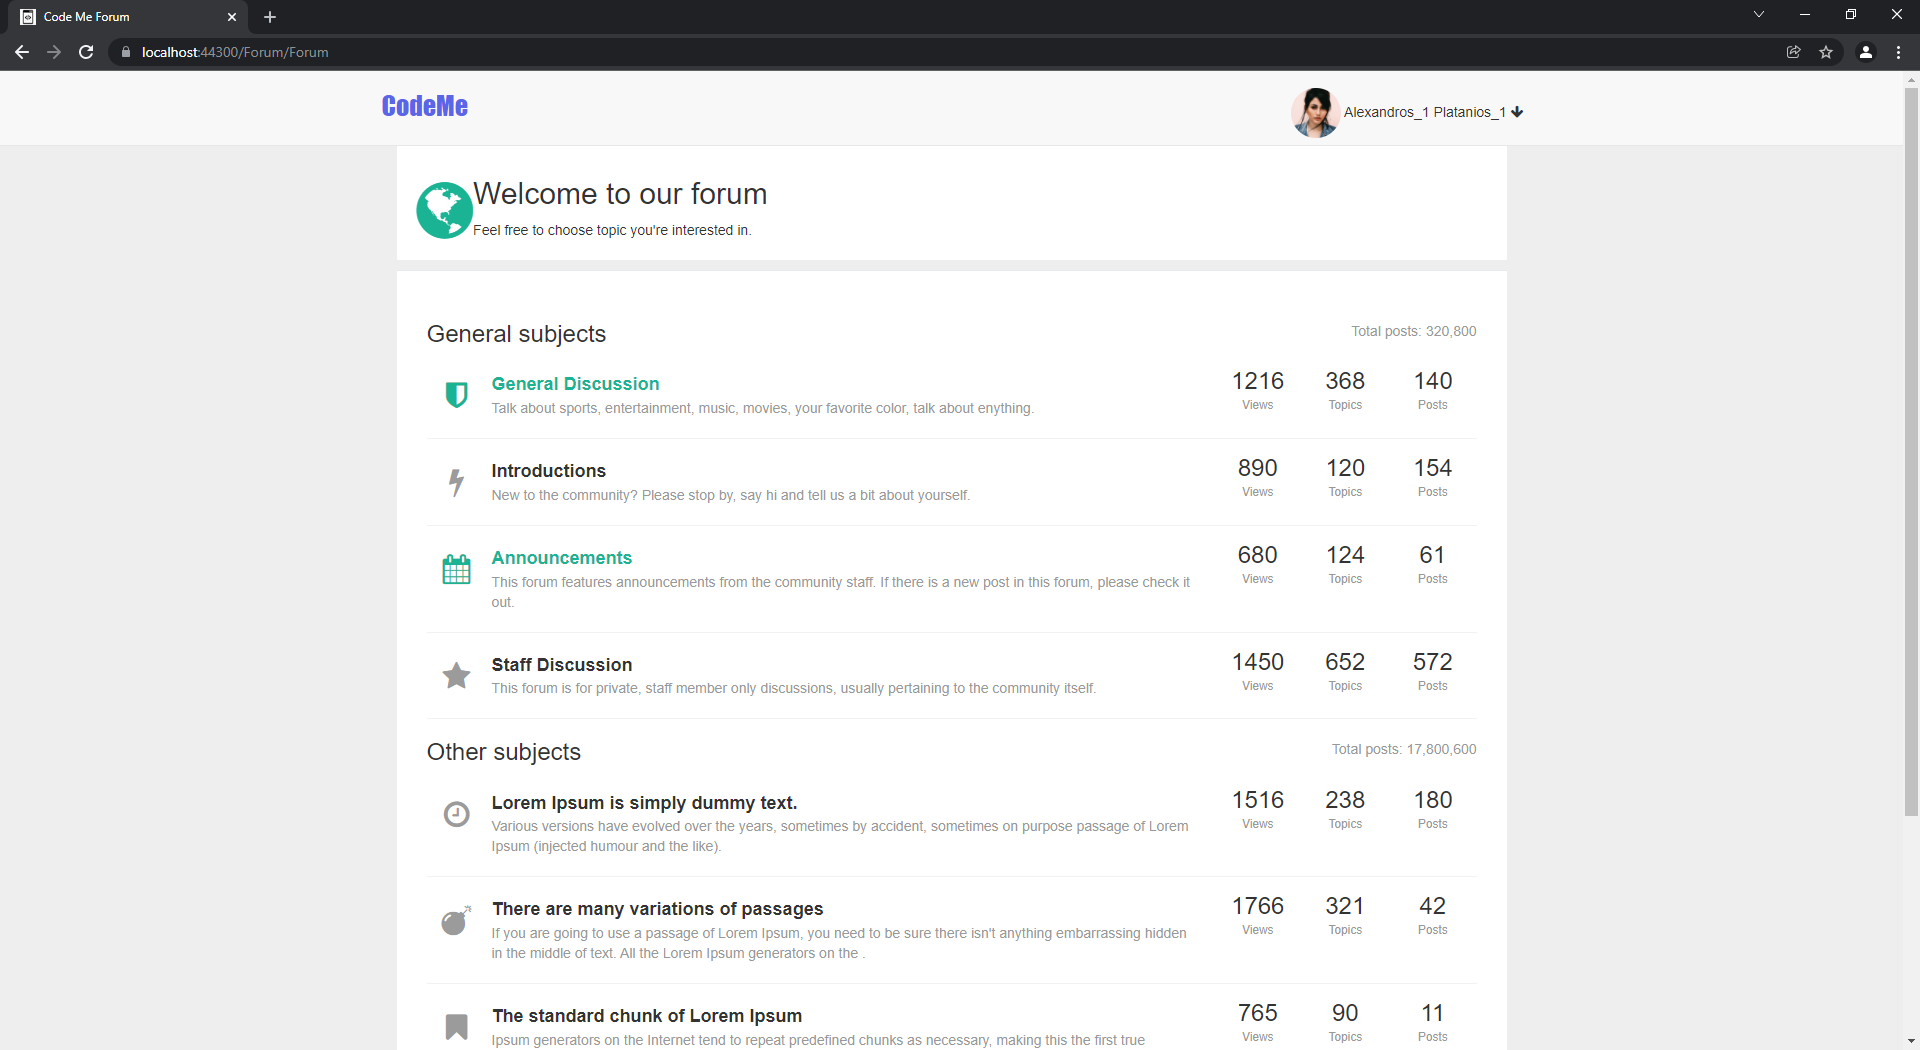 Code Me Forum
localhost:44300/Forum/Forum
CodeMe
Alexandros_1 Platanios_1
Welcome to our forum
Feel free to choose topic you're interested in.
General subjects
Total posts: 320,800
General Discussion
Talk about sports, entertainment, music, movies, your favorite color, talk about enything.
1216 368 140
Views Topics Posts
Introductions
New to the community? Please stop by, say hi and tell us a bit about yourself.
890 120 154
Views Topics Posts
Announcements
This forum features announcements from the community staff. If there is a new post in this forum, please check it
out.
680 124 61
Views Topics Posts
Staff Discussion
This forum is for private, staff member only discussions, usually pertaining to the community itself.
1450 652 572
Views Topics Posts
Other subjects
Total posts: 17,800,600
Lorem Ipsum is simply dummy text.
Various versions have evolved over the years, sometimes by accident, sometimes on purpose passage of Lorem
Ipsum (injected humour and the like).
1516 238 180
Views Topics Posts
There are many variations of passages
If you are going to use a passage of Lorem Ipsum, you need to be sure there isn't anything embarrassing hidden
in the middle of text. All the Lorem Ipsum generators on the .
1766 321 42
Views Topics Posts
The standard chunk of Lorem Ipsum
Ipsum generators on the Internet tend to repeat predefined chunks as necessary, making this the first true
765 90 11
Views Topics Posts